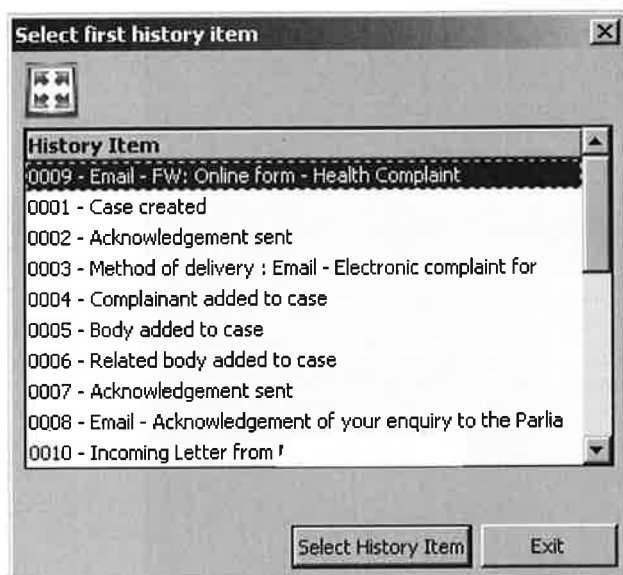 Select first history item
History Item
0009 - Email - FW: Online form - Health Complaint
0001 - Case created
0002 - Acknowledgement sent
0003 - Method of delivery : Email - Electronic complaint for
0004 - Complainant added to case
0005 - Body added to case
0006 - Related body added to case
0007 - Acknowledgement sent
0008 - Email - Acknowledgement of your enquiry to the Parlia
0010 - Incoming Letter from
Select History Item
Exit